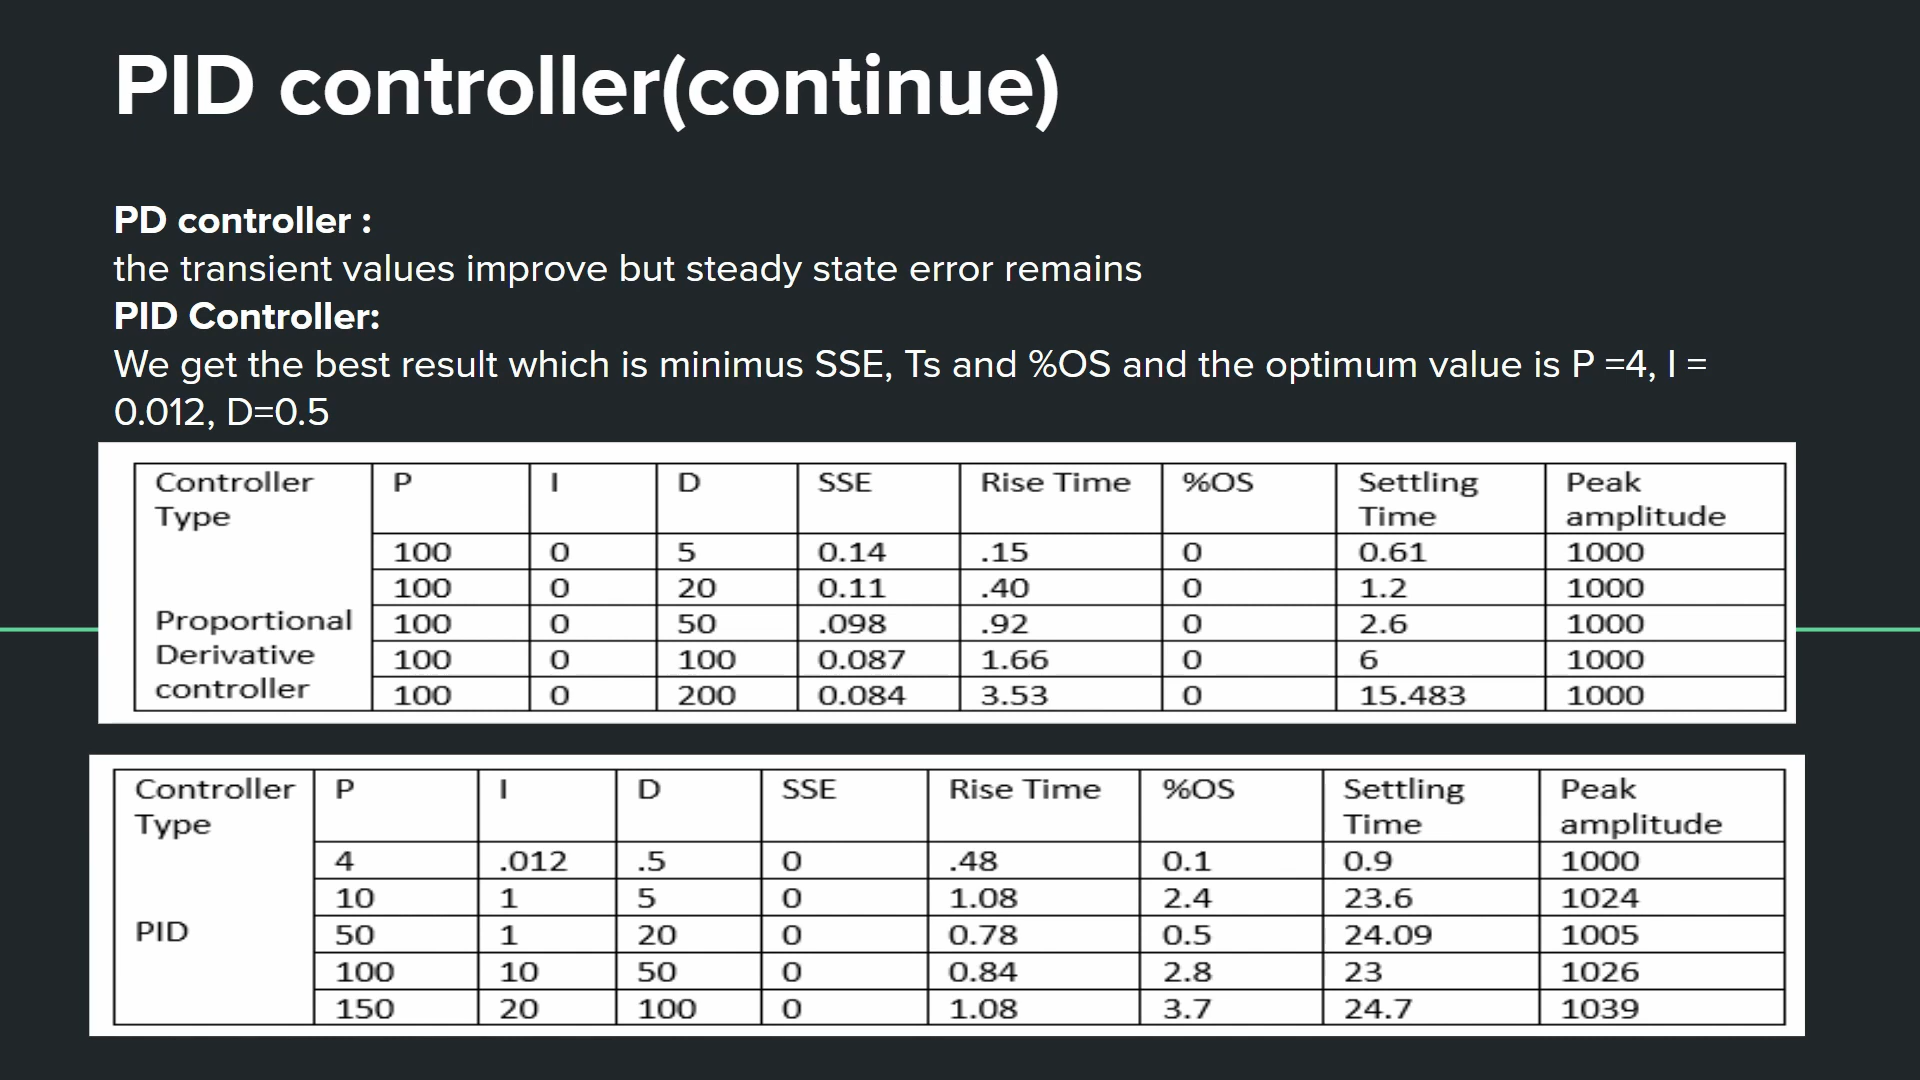 PID controller(continue)
PD controller :
the transient values improve but steady state error remains
PID Controller:
We get the best result which is minimus SSE, Ts and %OS and the optimum value is P =4, I =
0.012, D=0.5
Controller Type P I D SSE Rise Time %OS Settling Time Peak amplitude
100 0 5 0.14 .15 0 0.61 1000
100 0 20 0.11 .40 0 1.2 1000
Proportional 100 0 50 .098 .92 0 2.6 1000
Derivative 100 0 100 0.087 1.66 0 6 1000
controller 100 0 200 0.084 3.53 0 15.483 1000
Controller Type P I D SSE Rise Time %OS Settling Time Peak amplitude
4 .012 .5 0 .48 0.1 0.9 1000
10 1 5 0 1.08 2.4 23.6 1024
PID 50 1 20 0 0.78 0.5 24.09 1005
100 10 50 0 0.84 2.8 23 1026
150 20 100 0 1.08 3.7 24.7 1039